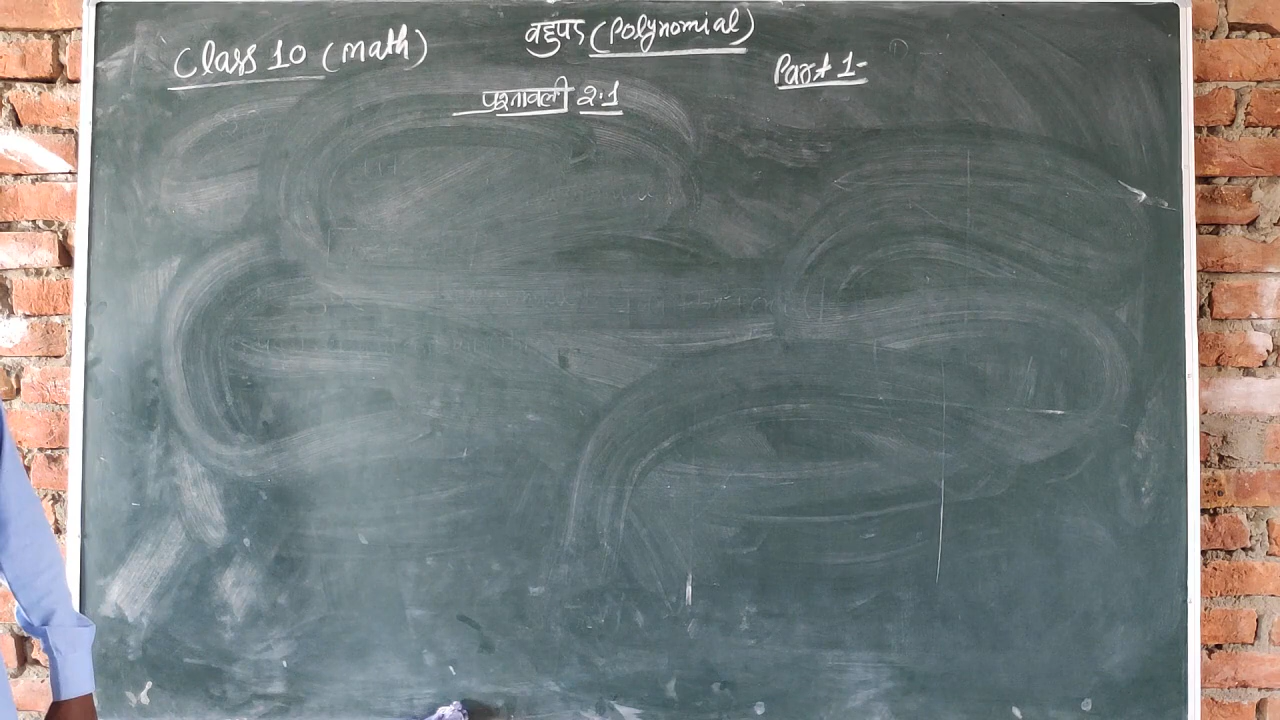 Class 10 (math) बहुपद (Polynomial)
Part 1-
प्रश्नावली 2.1